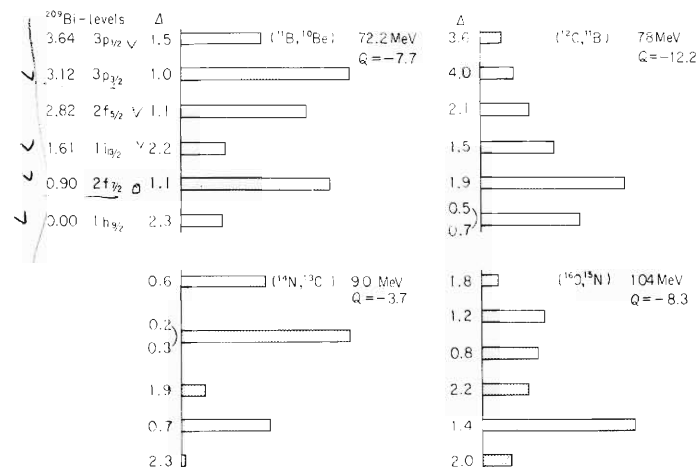 ²⁰⁹Bi-levels Δ
3.64 3p₁/₂ 1.5 (¹¹B,¹⁰Be) 72.2 MeV
Q=-7.7
3.12 3p₃/₂ 1.0
2.82 2f₅/₂ 1.1
1.61 1i₁₃/₂ 2.2
0.90 2f₇/₂ 1.1
0.00 1h₉/₂ 2.3
3.6 (¹²C,¹¹B) 78 MeV
Q=-12.2
4.0
2.1
1.5
1.9
0.5
0.7
0.6 (¹⁴N,¹³C) 90 MeV
Q=-3.7
0.2
0.3
1.9
0.7
2.3
1.8 (¹⁶O,¹⁵N) 104 MeV
Q=-8.3
1.2
0.8
2.2
1.4
2.0